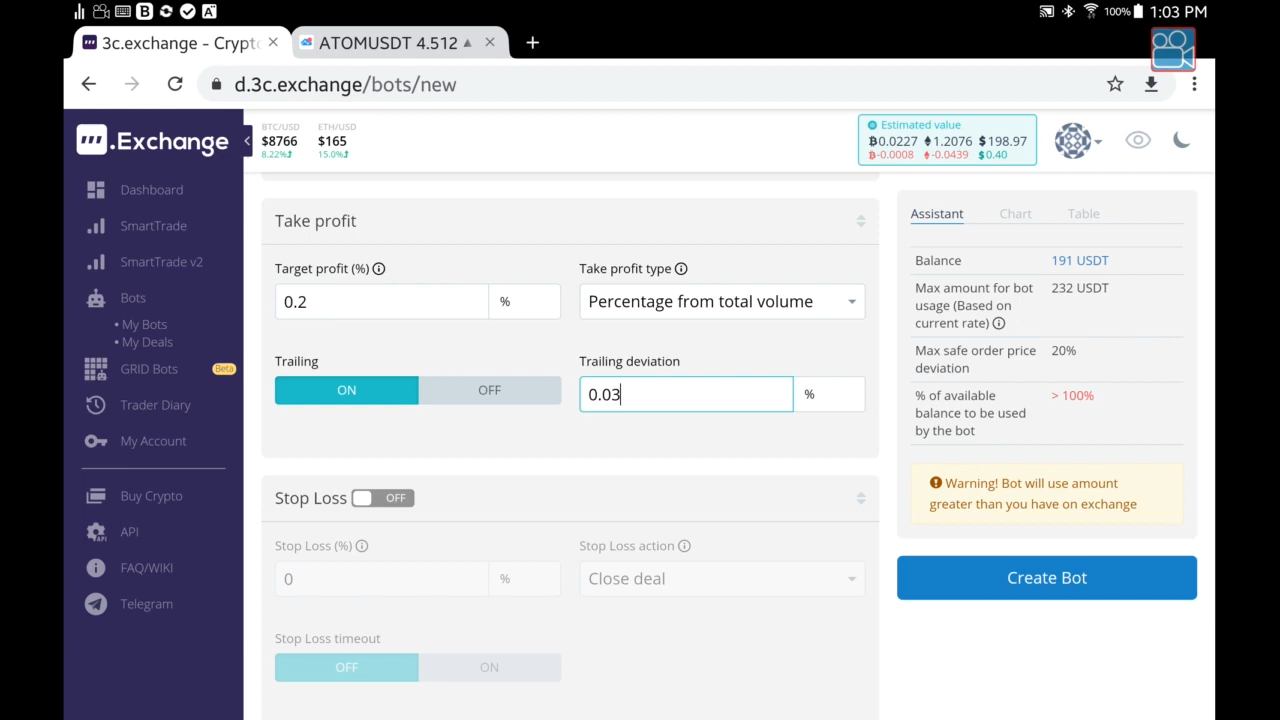 100% 1:03 PM
3c.exchange - Crypto
ATOMUSDT 4.512
d.3c.exchange/bots/new
.Exchange
BTC/USD
$8766
8.22%
ETH/USD
$165
15.0%
Estimated value
0.0227 1.2076 $198.97
-0.0008 -0.0439 $0.40
Dashboard
SmartTrade
SmartTrade v2
Bots
• My Bots
• My Deals
GRID Bots Beta
Trader Diary
My Account
Buy Crypto
API
FAQ/WIKI
Telegram
Take profit
Target profit (%)
0.2 %
Take profit type
Percentage from total volume
Trailing
ON OFF
Trailing deviation
0.03 %
Stop Loss OFF
Stop Loss (%)
0 %
Stop Loss action
Close deal
Stop Loss timeout
OFF ON
Assistant Chart Table
Balance 191 USDT
Max amount for bot 232 USDT
usage (Based on
current rate)
Max safe order price 20%
deviation
% of available > 100%
balance to be used
by the bot
Warning! Bot will use amount
greater than you have on exchange
Create Bot